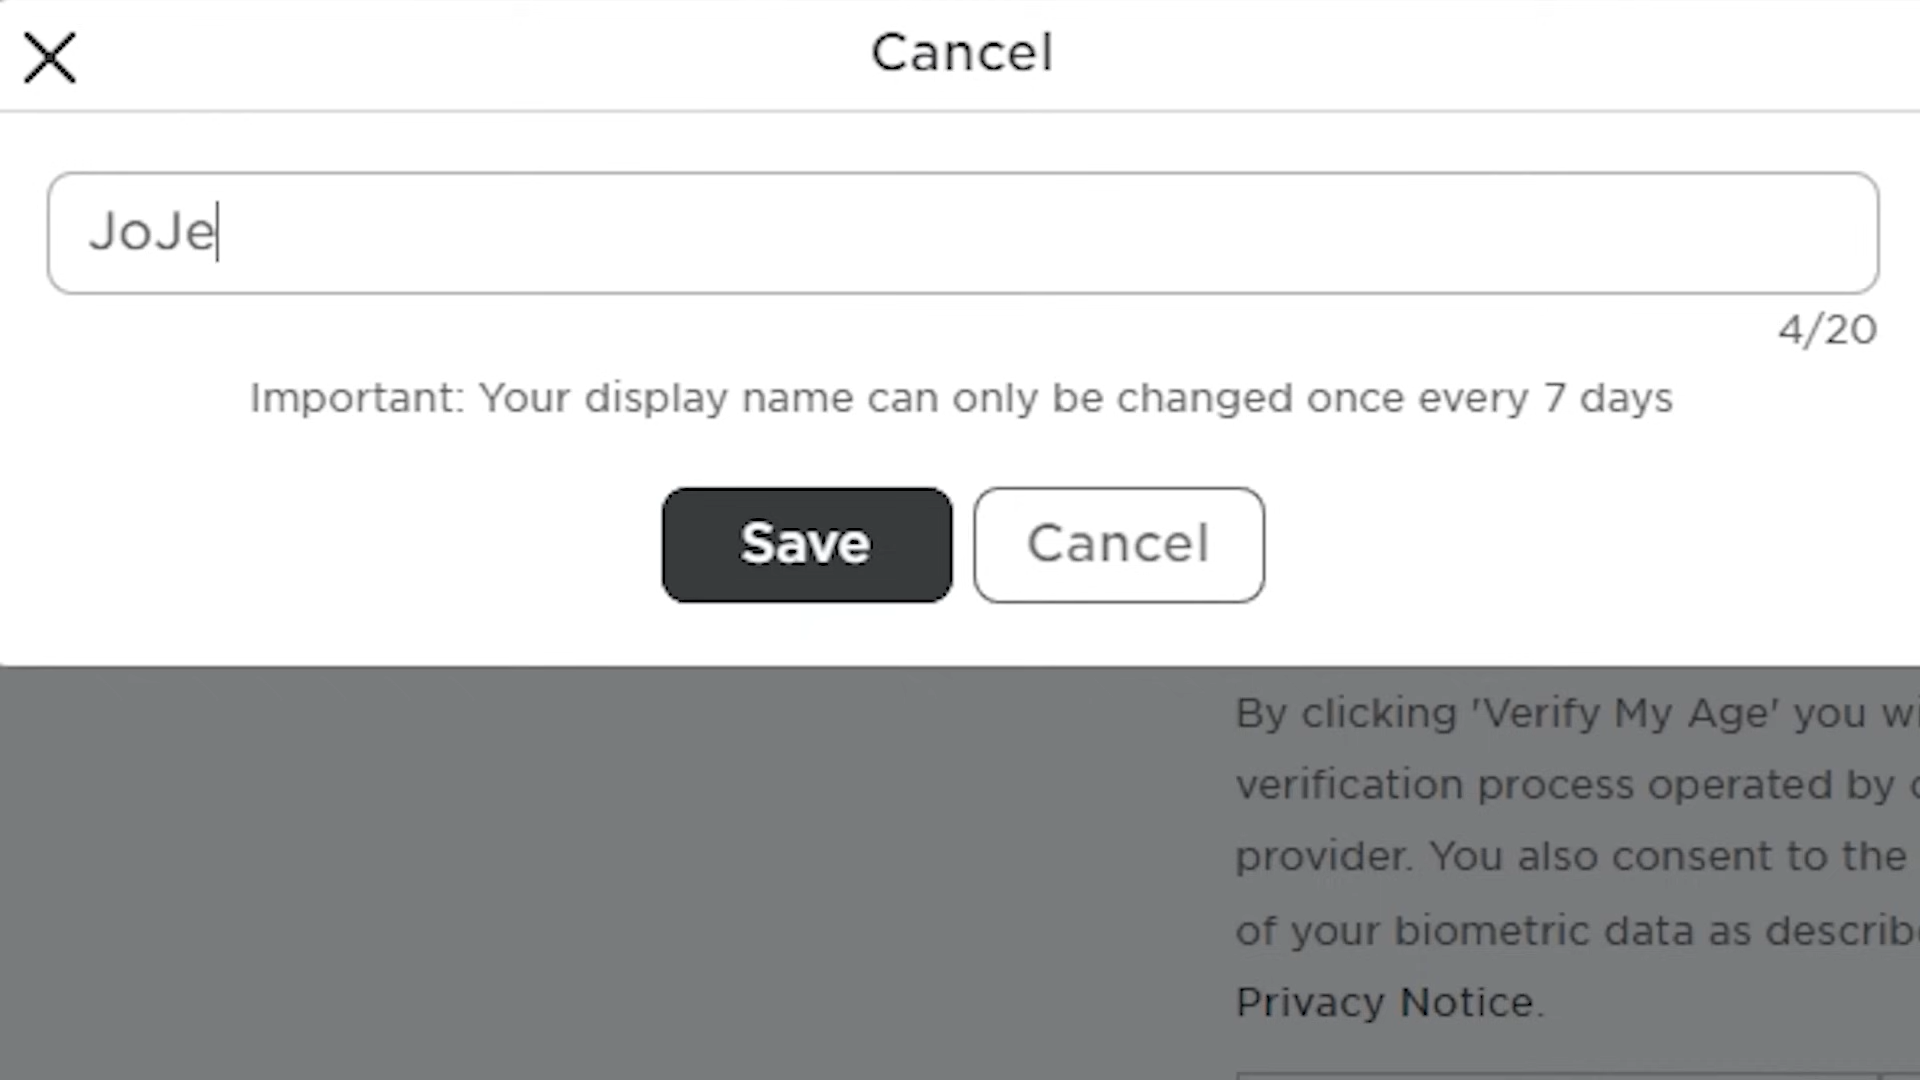 Cancel
JoJe
4/20
Important: Your display name can only be changed once every 7 days
Save
Cancel
By clicking 'Verify My Age' you
verification process operated by
provider. You also consent to the
of your biometric data as
Privacy Notice.